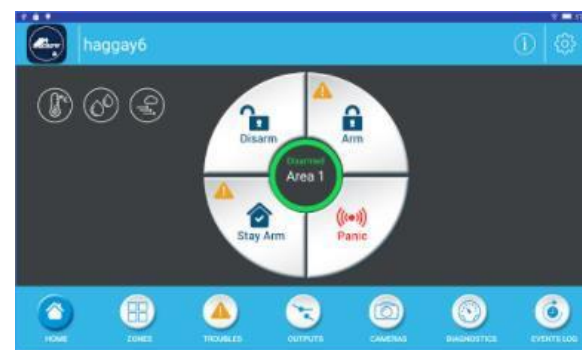 haggay6
Disarm
Arm
Disarmed
Area 1
Stay Arm
Panic
HOME
ZONES
TROUBLES
OUTPUTS
CAMERAS
DIAGNOSTICS
EVENTS LOG